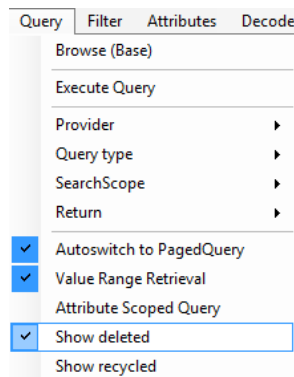 Query Filter Attributes Decode
Browse (Base)
Execute Query
Provider
Query type
SearchScope
Return
Autoswitch to PagedQuery
Value Range Retrieval
Attribute Scoped Query
Show deleted
Show recycled